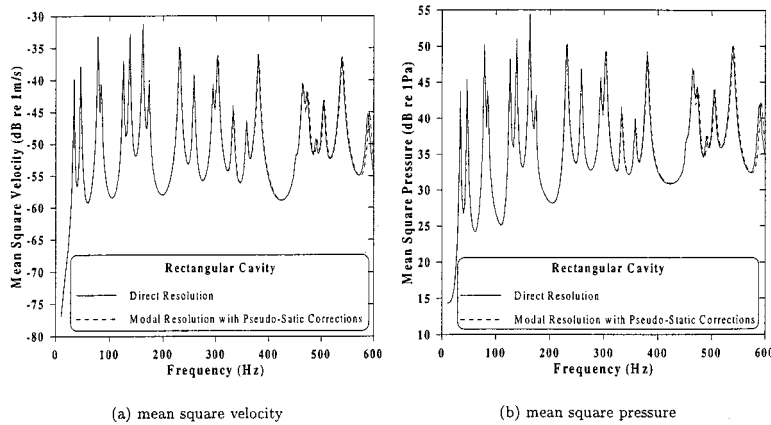 -30
-35
-40
-45
-50
-55
-60
-65
-70
-75
-80
Mean Square Velocity (dB re 1m/s)
Rectangular Cavity
Direct Resolution
Modal Resolution with Pseudo-Satic Corrections
0 100 200 300 400 500 600
Frequency (Hz)
(a) mean square velocity
55
50
45
40
35
30
25
20
15
10
Mean Square Pressure (dB re 1Pa)
Rectangular Cavity
Direct Resolution
Modal Resolution with Pseudo-Static Corrections
0 100 200 300 400 500 600
Frequency (Hz)
(b) mean square pressure